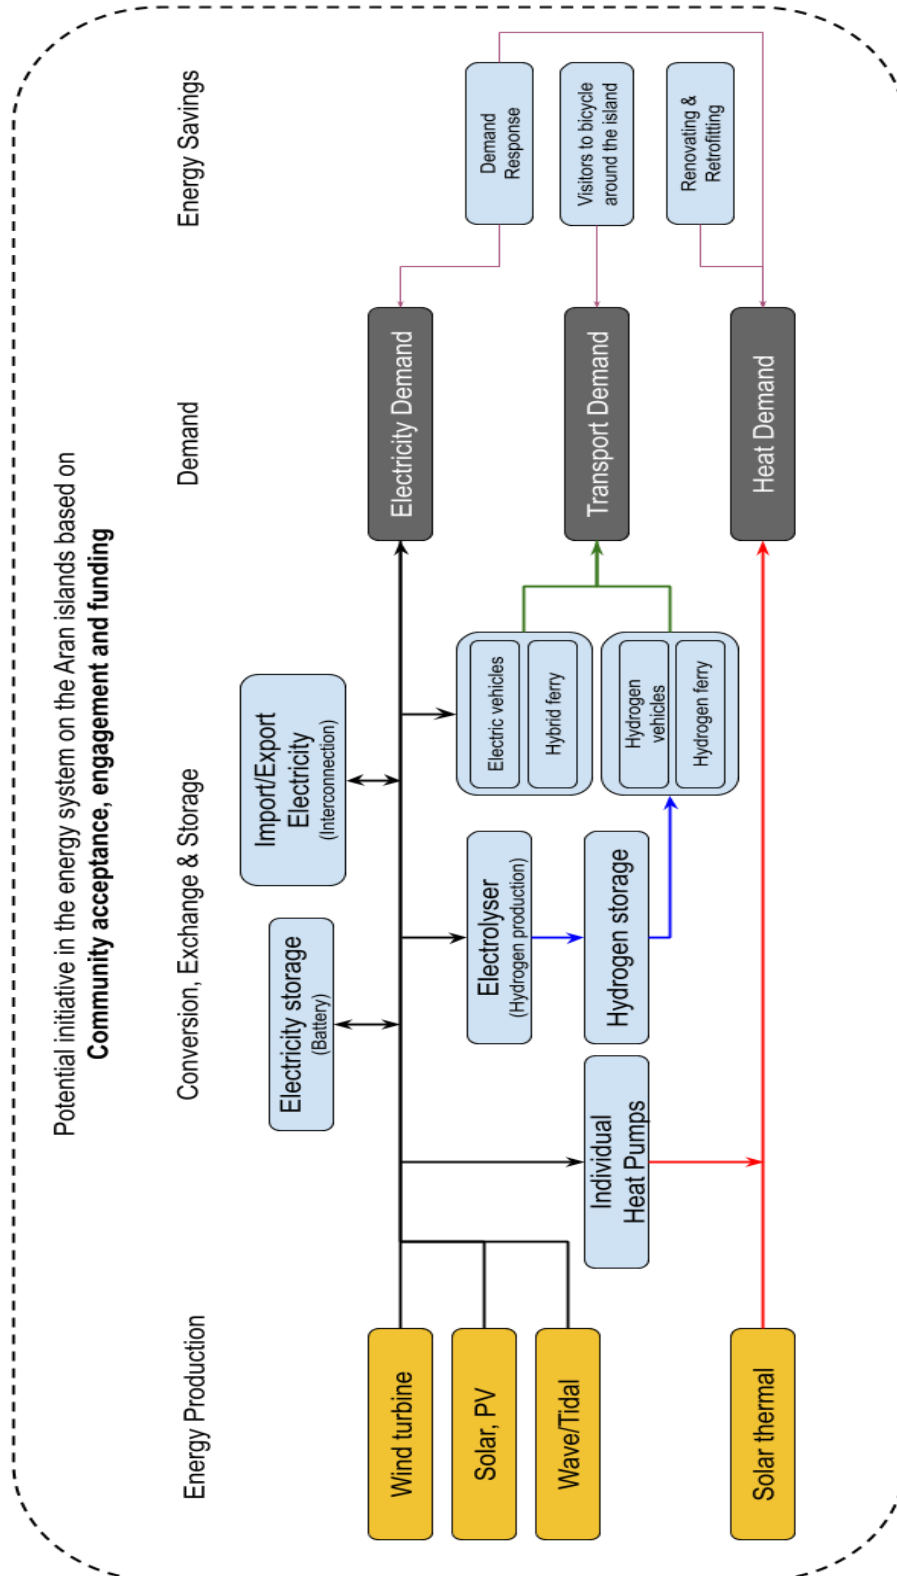 Potential initiative in the energy system on the Aran islands based on
Community acceptance, engagement and funding
Energy Production
Conversion, Exchange & Storage
Demand
Energy Savings
Wind turbine
Solar, PV
Wave/Tidal
Solar thermal
Electricity storage
(Battery)
Import/Export
Electricity
(Interconnection)
Electrolyser
(Hydrogen production)
Hydrogen storage
Individual
Heat Pumps
Electric vehicles
Hybrid ferry
Hydrogen
vehicles
Hydrogen ferry
Electricity Demand
Transport Demand
Heat Demand
Demand
Response
Visitors to bicycle
around the island
Renovating &
Retrofitting